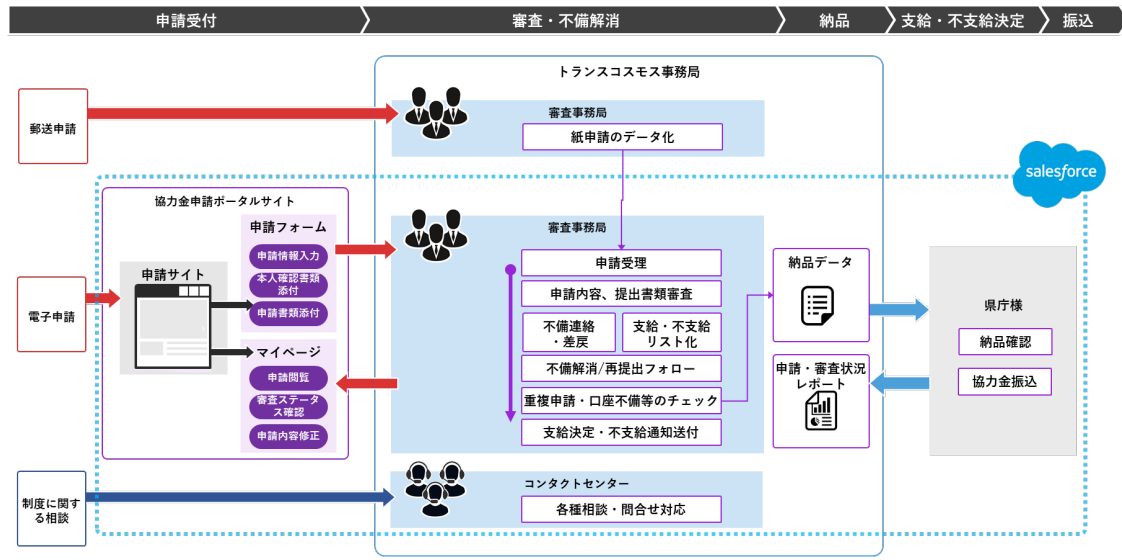 申請受付
審査・不備解消
納品
支給・不支給決定
振込
トランスコスモス事務局
郵送申請
審査事務局
紙申請のデータ化
salesforce
協力金申請ポータルサイト
申請フォーム
申請情報入力
本人確認書類
添付
申請書類添付
申請サイト
電子申請
マイページ
申請閲覧
審査ステータ
ス確認
申請内容修正
審査事務局
申請受理
申請内容、提出書類審査
不備連絡
・差戻
支給・不支給
リスト化
不備解消/再提出フォロー
重複申請・口座不備等のチェック
支給決定・不支給通知送付
納品データ
申請・審査状況
レポート
県庁様
納品確認
協力金振込
制度に関す
る相談
コンタクトセンター
各種相談・問合せ対応